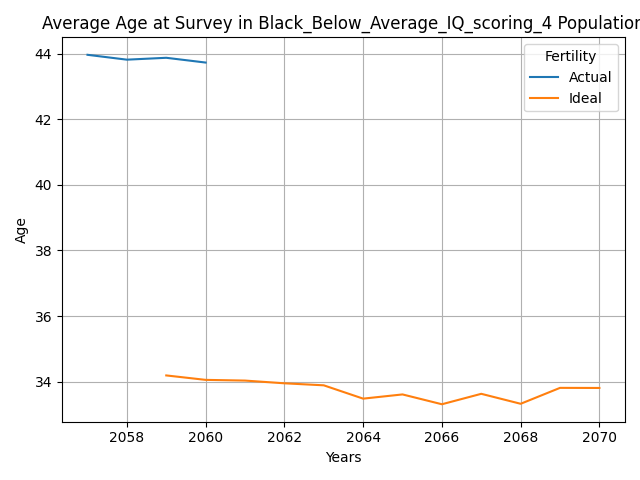 Average Age at Survey in Black_Below_Average_IQ_scoring_4 Population
44
42
40
38
36
34
Age
Fertility
Actual
Ideal
2058 2060 2062 2064 2066 2068 2070
Years